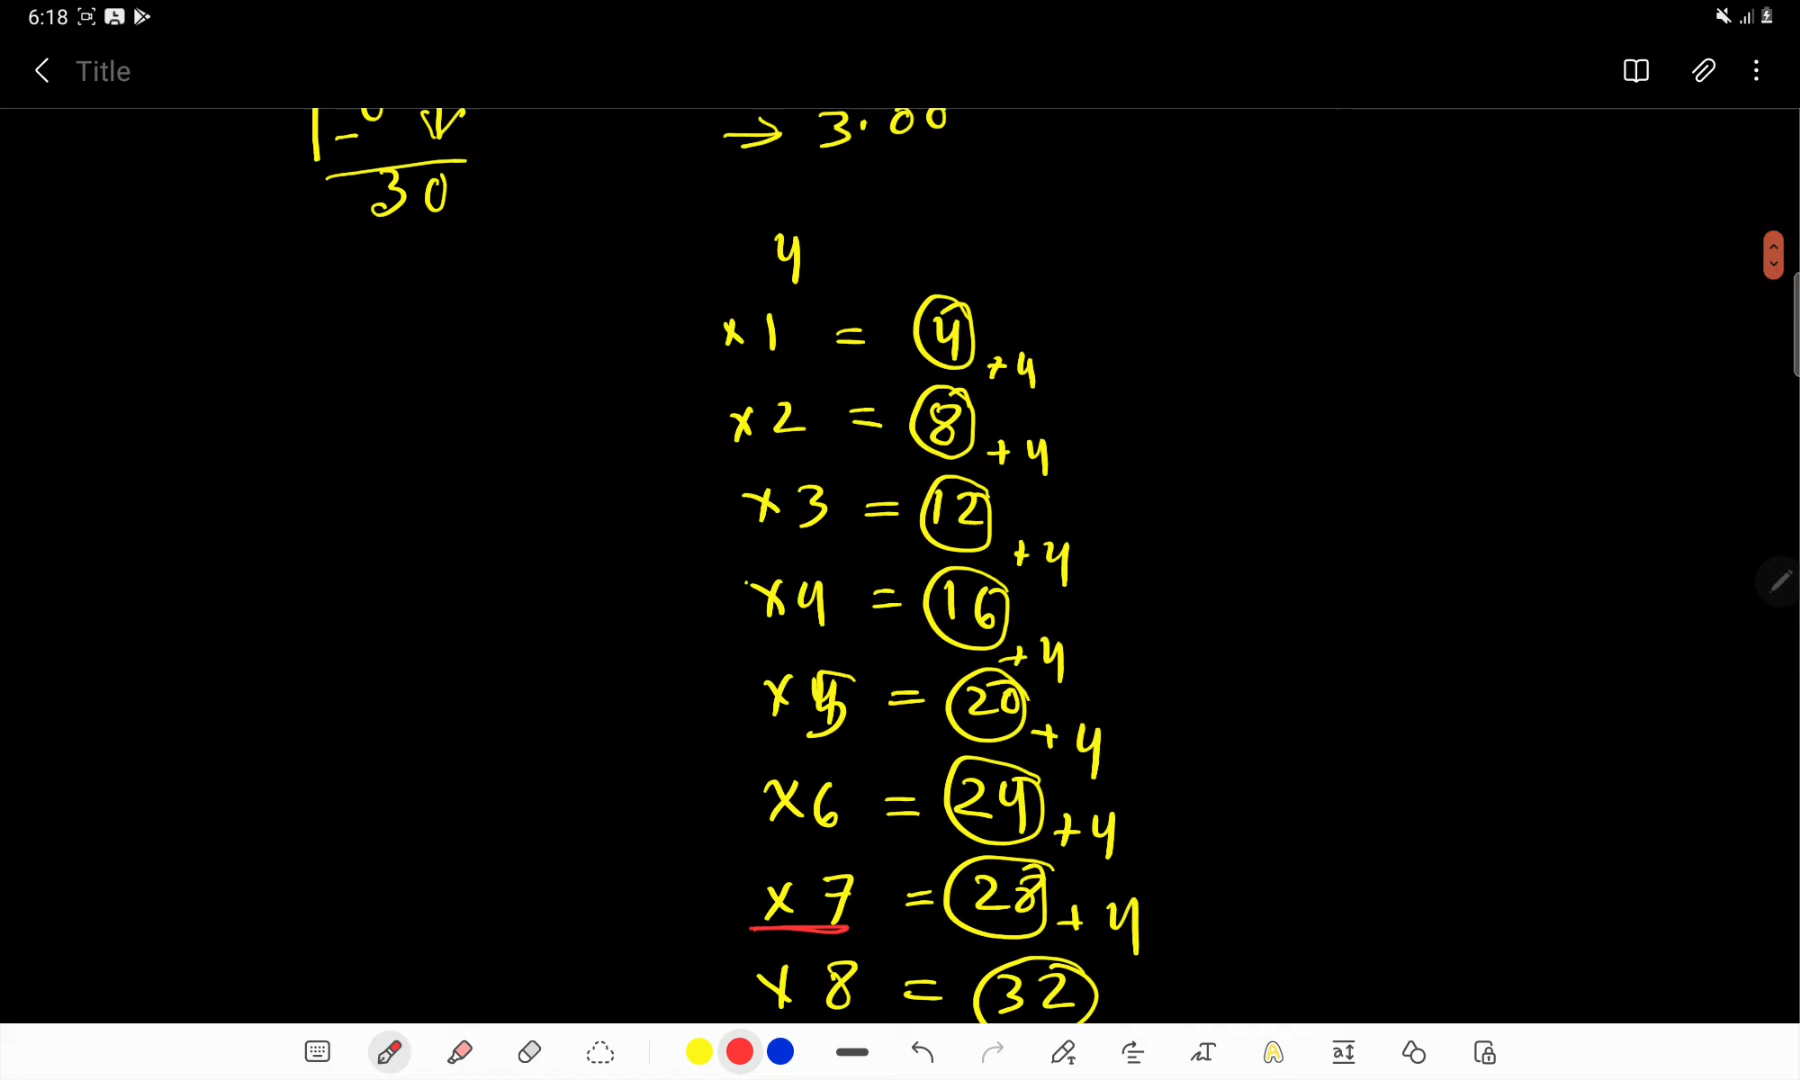 6:18
Title
- 0 ↓
→ 3.00
30
4
×1 = 4 +4
×2 = 8 +4
×3 = 12 +4
×4 = 16 +4
×5 = 20 +4
×6 = 24 +4
×7 = 28 +4
×8 = 32